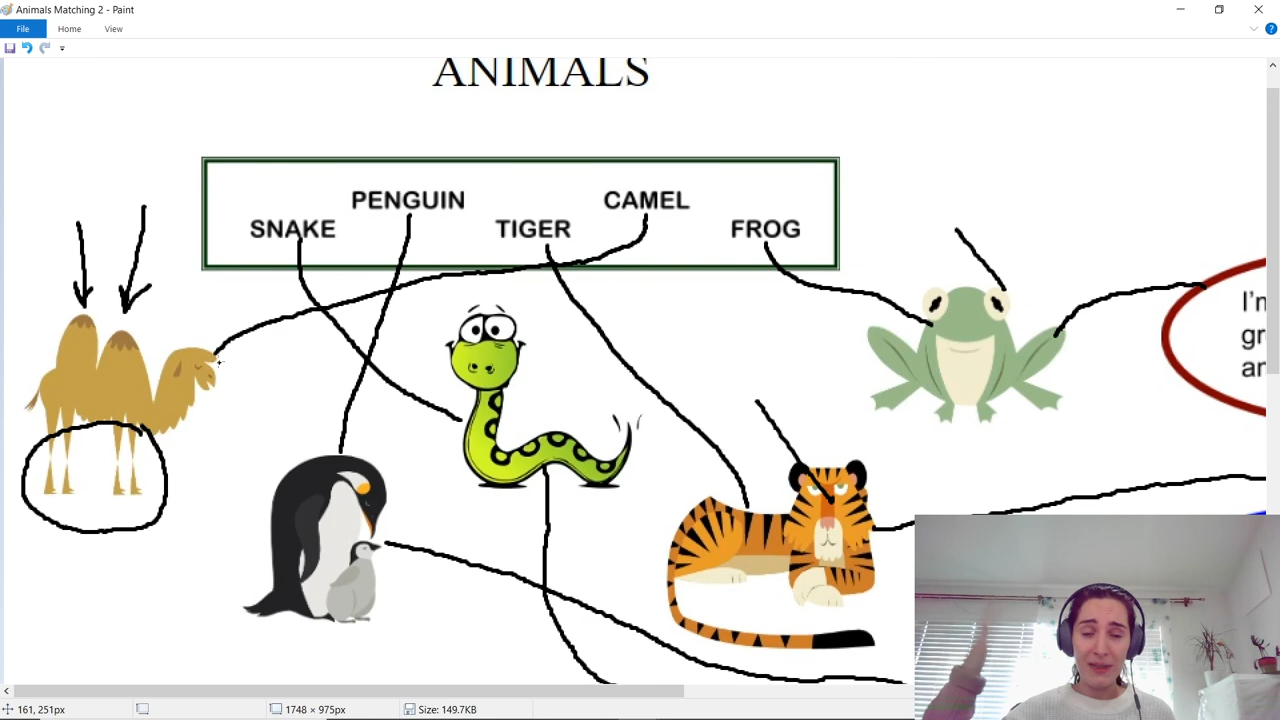 Animals Matching 2 - Paint
File Home View
ANIMALS
PENGUIN CAMEL
SNAKE TIGER FROG
I'm
161, 251px × 975px Size: 149.7KB